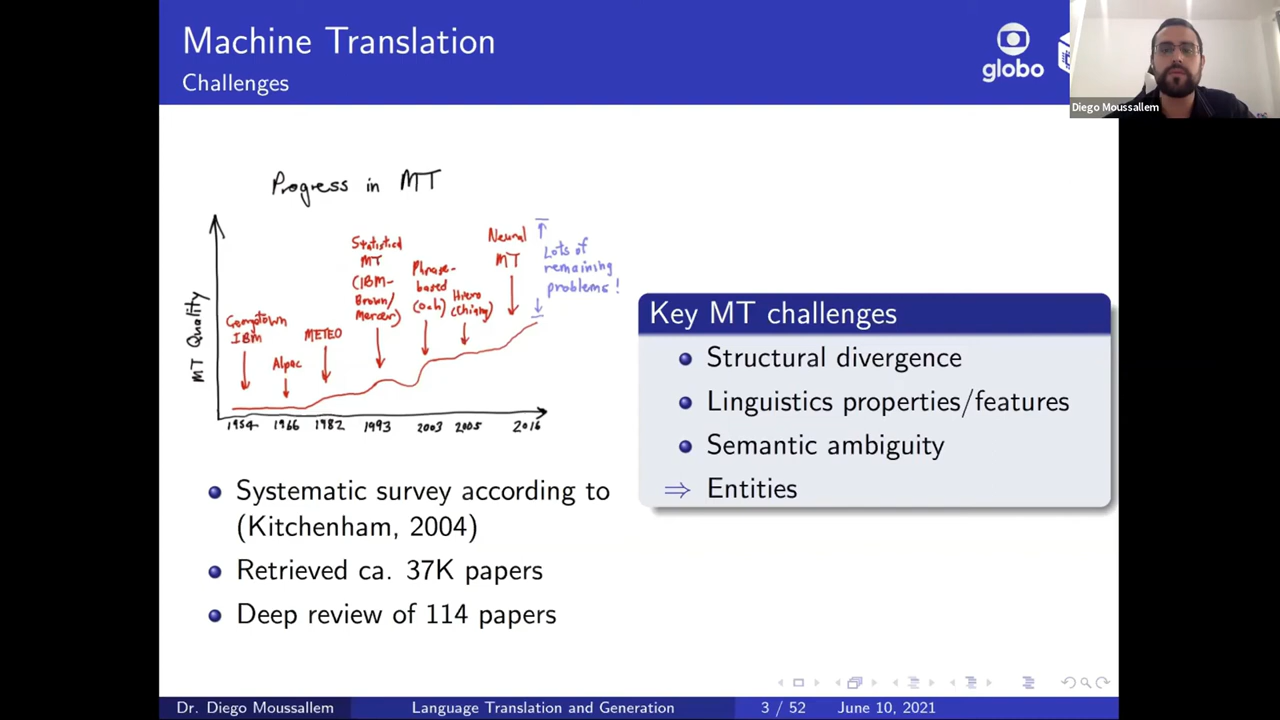 Machine Translation
Challenges
globo
Diego Moussallem
Progress in MT
MT Quality
Georgetown
IBM
Alpac
METEO
Statistical
MT
(IBM-
Brown/
Mercer)
Phrase-
based
(Och)
Hiero
(Chiang)
Neural
MT
Lots of
remaining
problems!
1954 1966 1982 1993 2003 2005 2016
Systematic survey according to
(Kitchenham, 2004)
Retrieved ca. 37K papers
Deep review of 114 papers
Key MT challenges
Structural divergence
Linguistics properties/features
Semantic ambiguity
⇒ Entities
Dr. Diego Moussallem Language Translation and Generation 3 / 52 June 10, 2021